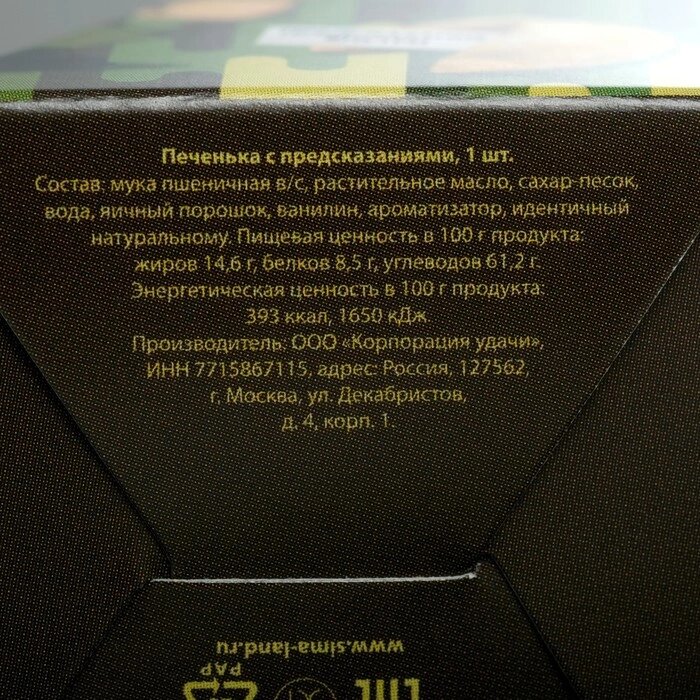 Печенька с предсказаниями, 1 шт.
Состав: мука пшеничная в/с, растительное масло, сахар-песок,
вода, яичный порошок, ванилин, ароматизатор, идентичный
натуральному. Пищевая ценность в 100 г продукта:
жиров 14,6 г, белков 8,5 г, углеводов 61,2 г.
Энергетическая ценность в 100 г продукта:
393 ккал, 1650 кДж
Производитель: ООО «Корпорация удачи»,
ИНН 7715867115, адрес: Россия, 127562,
г. Москва, ул. Декабристов,
д. 4, корп. 1.
www.sima-land.ru
PAP